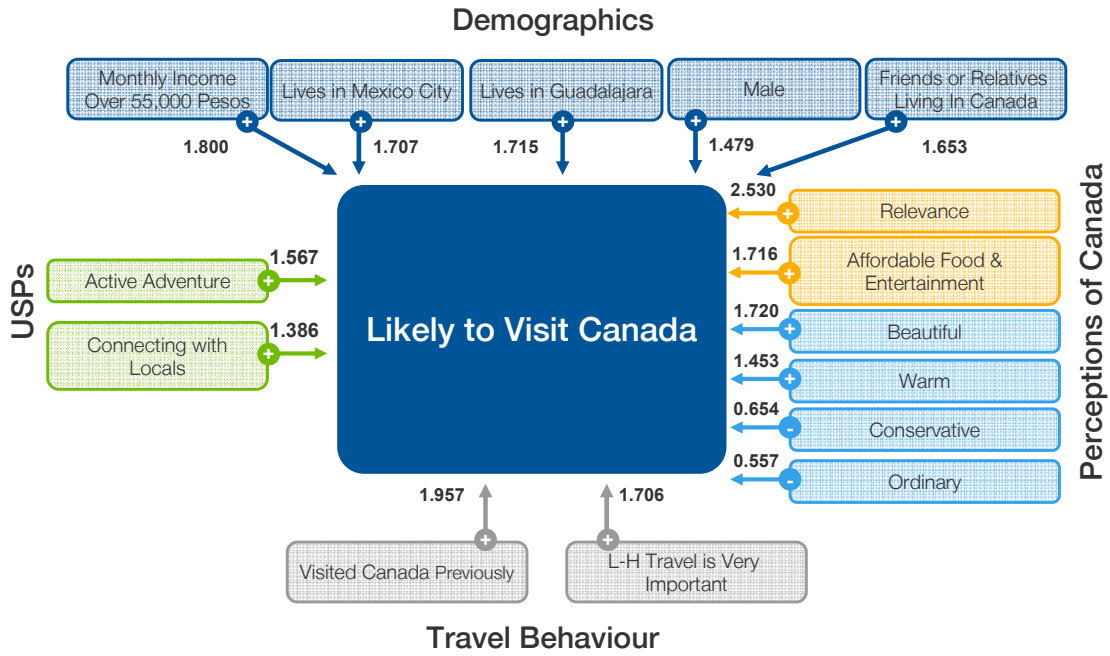 Demographics
Monthly Income
Over 55,000 Pesos
Lives in Mexico City
Lives in Guadalajara
Male
Friends or Relatives
Living In Canada
+
+
+
+
+
1.800
1.707
1.715
1.479
1.653
USPs
Active Adventure
+
1.567
Connecting with
Locals
+
1.386
Likely to Visit Canada
Perceptions of Canada
2.530
+
Relevance
1.716
+
Affordable Food &
Entertainment
1.720
+
Beautiful
1.453
+
Warm
0.654
-
Conservative
0.557
-
Ordinary
1.957
1.706
+
+
Visited Canada Previously
L-H Travel is Very
Important
Travel Behaviour